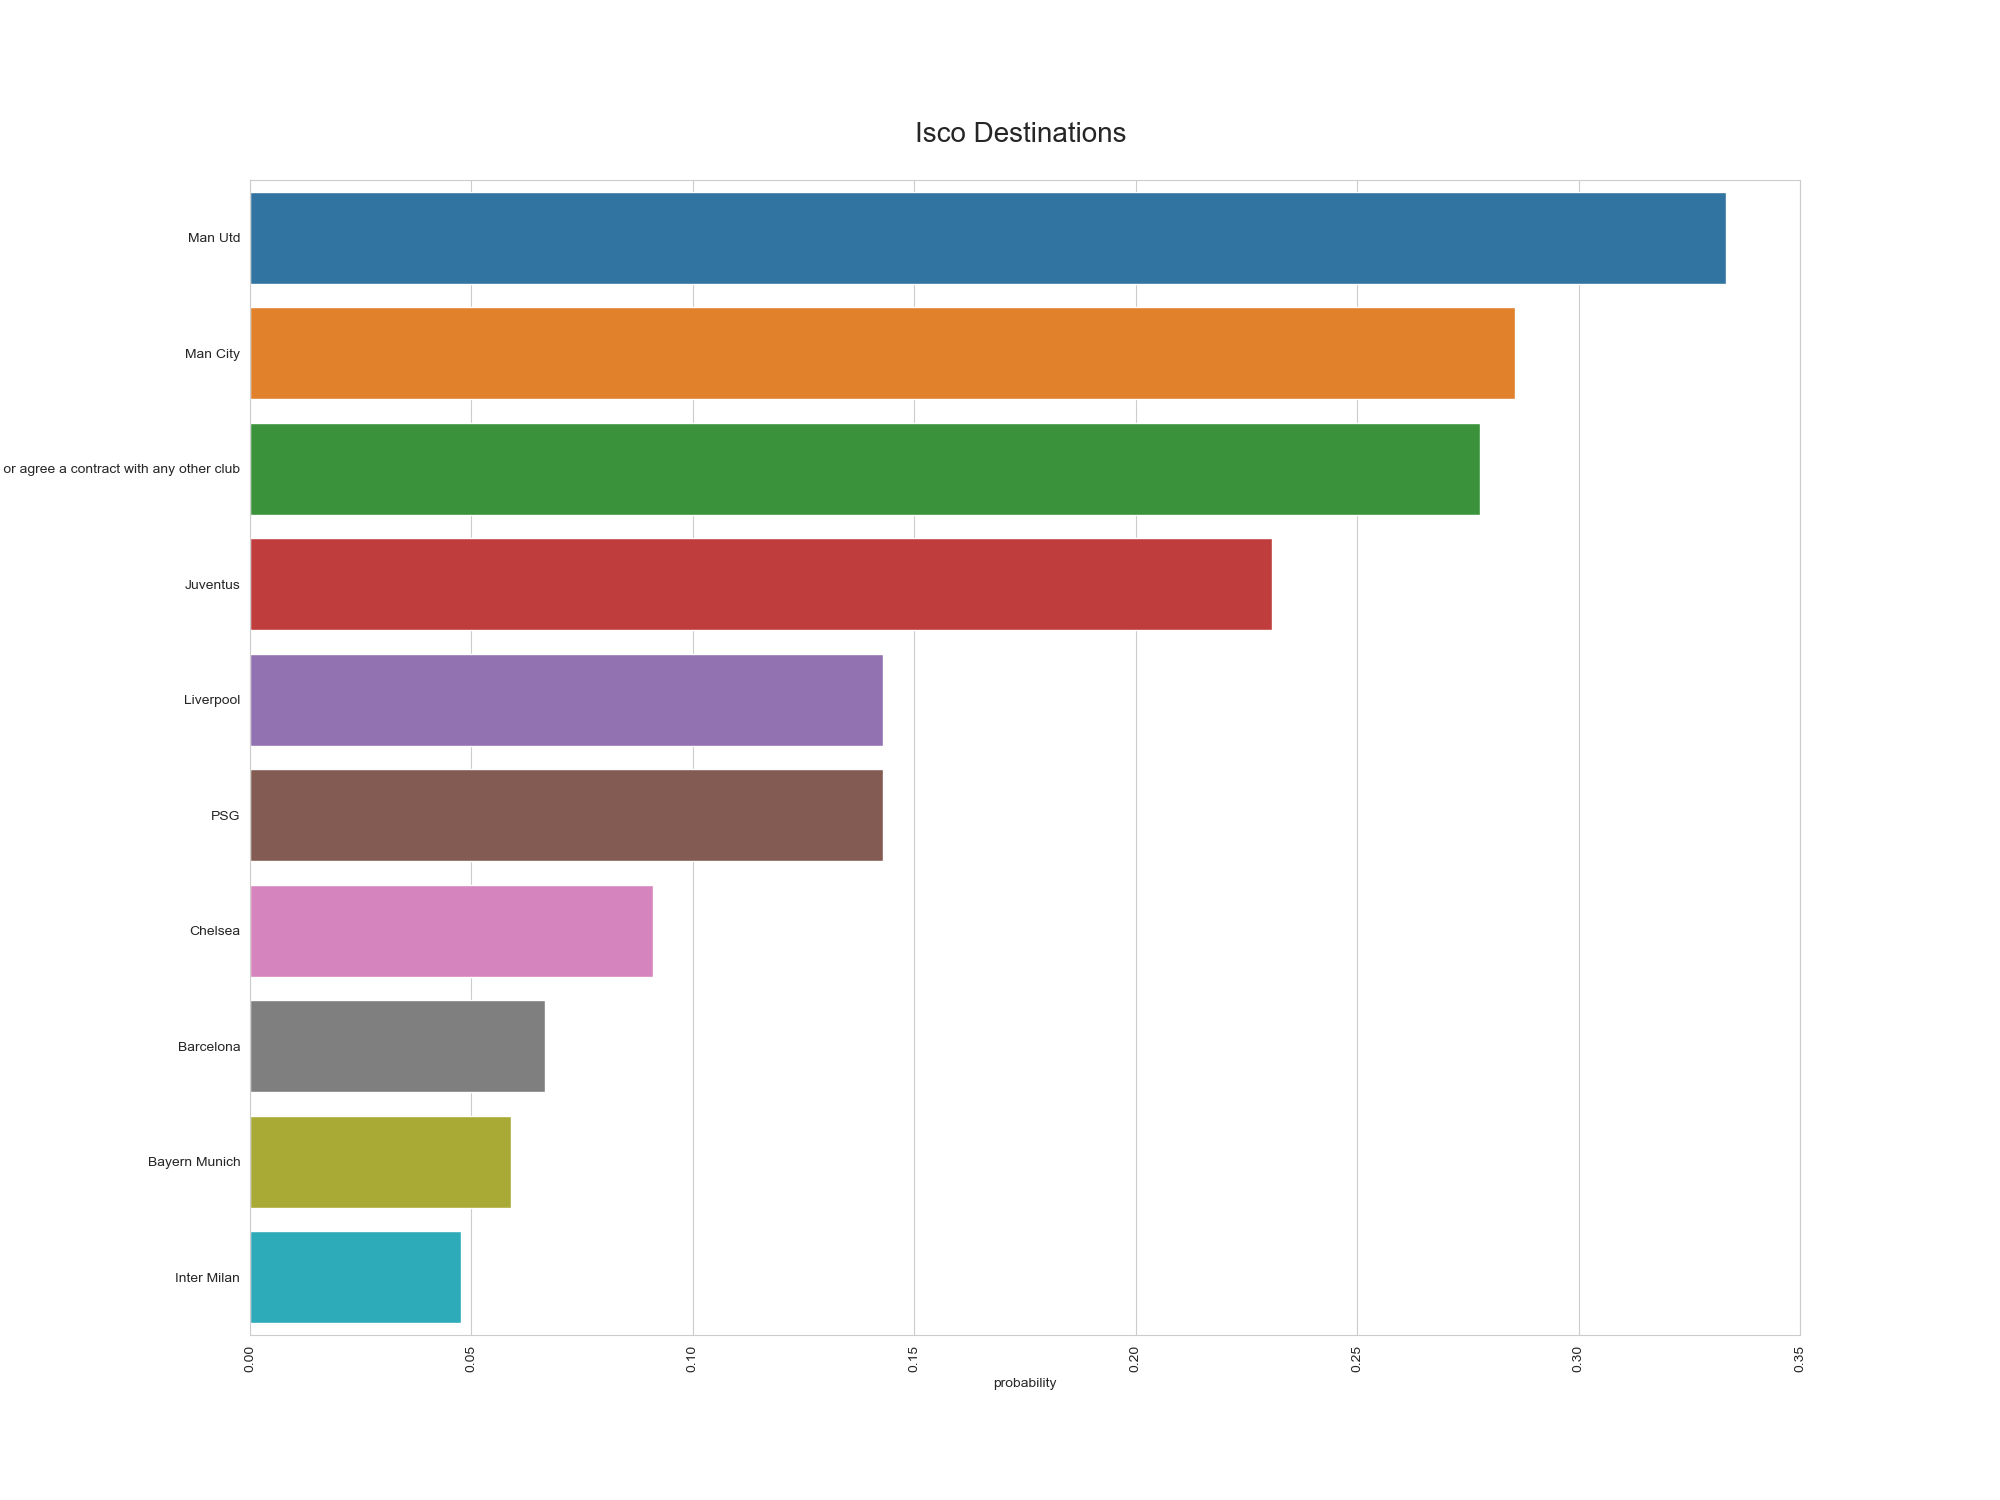 Isco Destinations
Man Utd
Man City
or agree a contract with any other club
Juventus
Liverpool
PSG
Chelsea
Barcelona
Bayern Munich
Inter Milan
0.00 0.05 0.10 0.15 0.20 0.25 0.30 0.35
probability